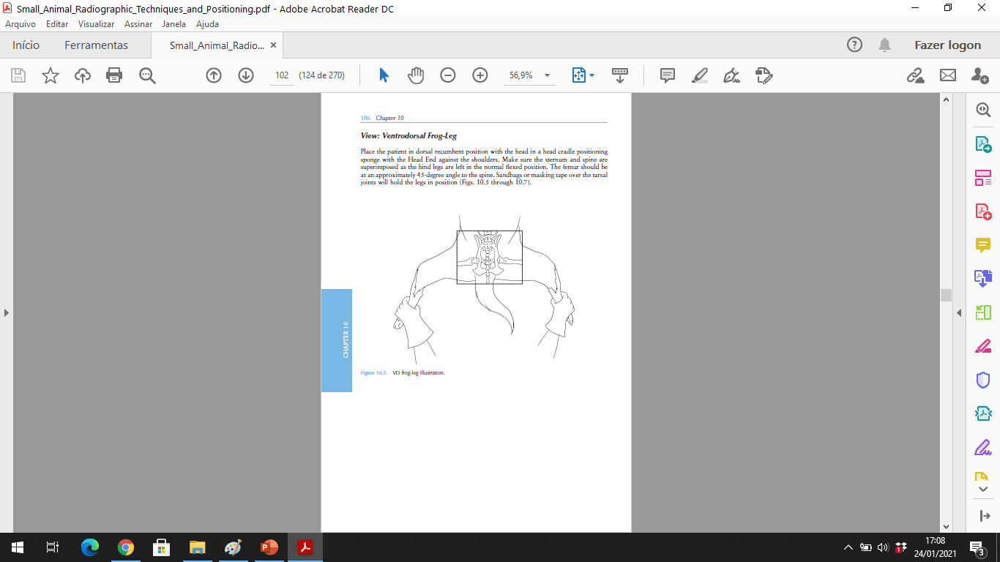 Small_Animal_Radiographic_Techniques_and_Positioning.pdf - Adobe Acrobat Reader DC
Arquivo Editar Visualizar Assinar Janela Ajuda
Início Ferramentas Small_Animal_Radio... Fazer logon
102 (124 de 270) 56,9%
106 Chapter 10
View: Ventrodorsal Frog-Leg
Place the patient in dorsal recumbent position with the head in a head cradle positioning
sponge with the Head End against the shoulders. Make sure the sternum and spine are
superimposed as the hind legs are left in the normal flexed position. The femur should be
at an approximately 45-degree angle to the spine. Sandbags or masking tape over the tarsal
joints will hold the legs in position (Figs. 10.5 through 10.7).
CHAPTER 10
Figure 10.5. VD frog-leg illustration.
17:08
24/01/2021
1
3